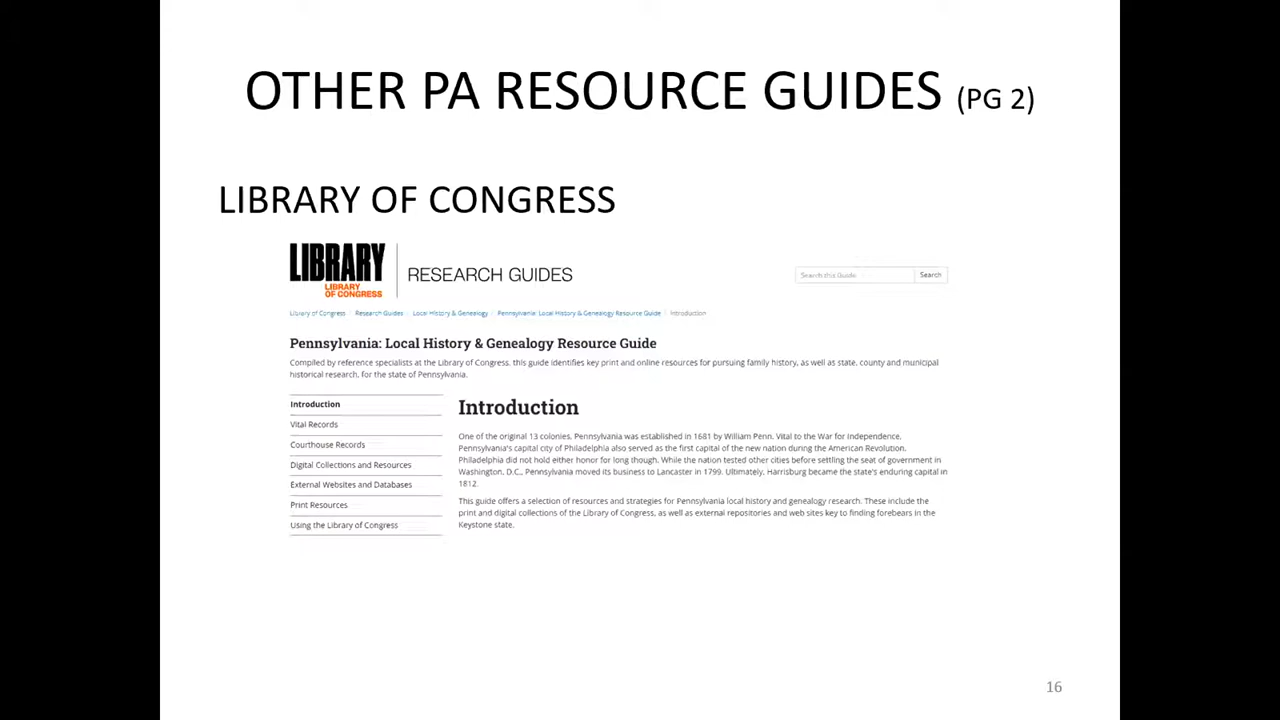 OTHER PA RESOURCE GUIDES (PG 2)
LIBRARY OF CONGRESS
LIBRARY
LIBRARY
OF CONGRESS
RESEARCH GUIDES
Search this Guide
Search
Library of Congress
Research Guides
Local History & Genealogy
Pennsylvania: Local History & Genealogy Resource Guide
Introduction
Pennsylvania: Local History & Genealogy Resource Guide
Compiled by reference specialists at the Library of Congress, this guide identifies key print and online resources for pursuing family history, as well as state, county and municipal
historical research, for the state of Pennsylvania.
Introduction
Vital Records
Courthouse Records
Digital Collections and Resources
External Websites and Databases
Print Resources
Using the Library of Congress
Introduction
One of the original 13 colonies, Pennsylvania was established in 1681 by William Penn. Vital to the War for Independence,
Pennsylvania's capital city of Philadelphia also served as the first capital of the new nation during the American Revolution.
Philadelphia did not hold either honor for long though. While the nation tested other cities before settling the seat of government in
Washington, D.C., Pennsylvania moved its business to Lancaster in 1799. Ultimately, Harrisburg became the state's enduring capital in
1812.
This guide offers a selection of resources and strategies for Pennsylvania local history and genealogy research. These include the
print and digital collections of the Library of Congress, as well as external repositories and web sites key to finding forebears in the
Keystone state.
16